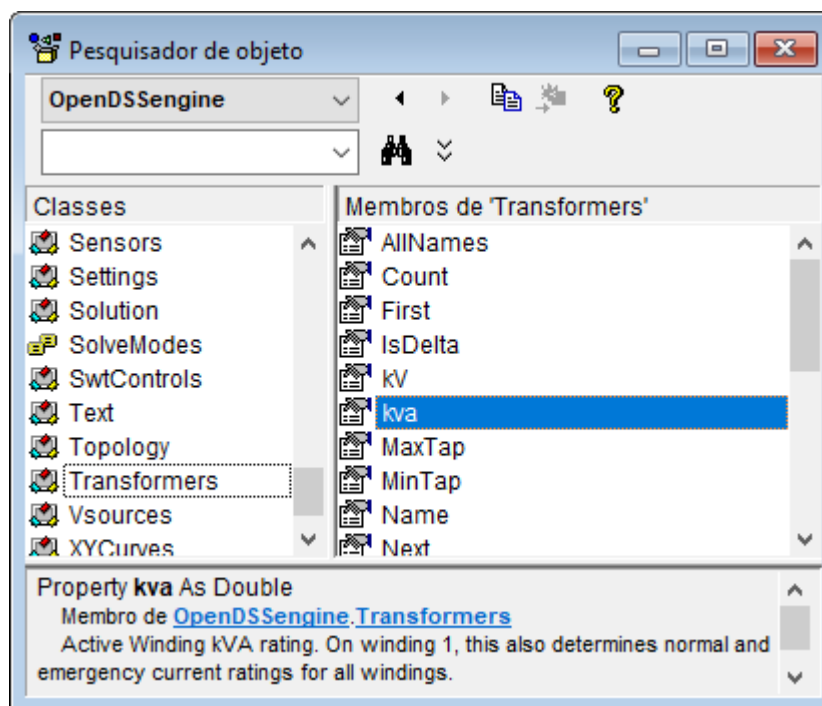 Pesquisador de objeto
OpenDSSengine
Classes
Sensors
Settings
Solution
SolveModes
SwtControls
Text
Topology
Transformers
Vsources
XYCurves
Membros de 'Transformers'
AllNames
Count
First
IsDelta
kV
kva
MaxTap
MinTap
Name
Next
Property kva As Double
Membro de OpenDSSengine.Transformers
Active Winding kVA rating. On winding 1, this also determines normal and
emergency current ratings for all windings.